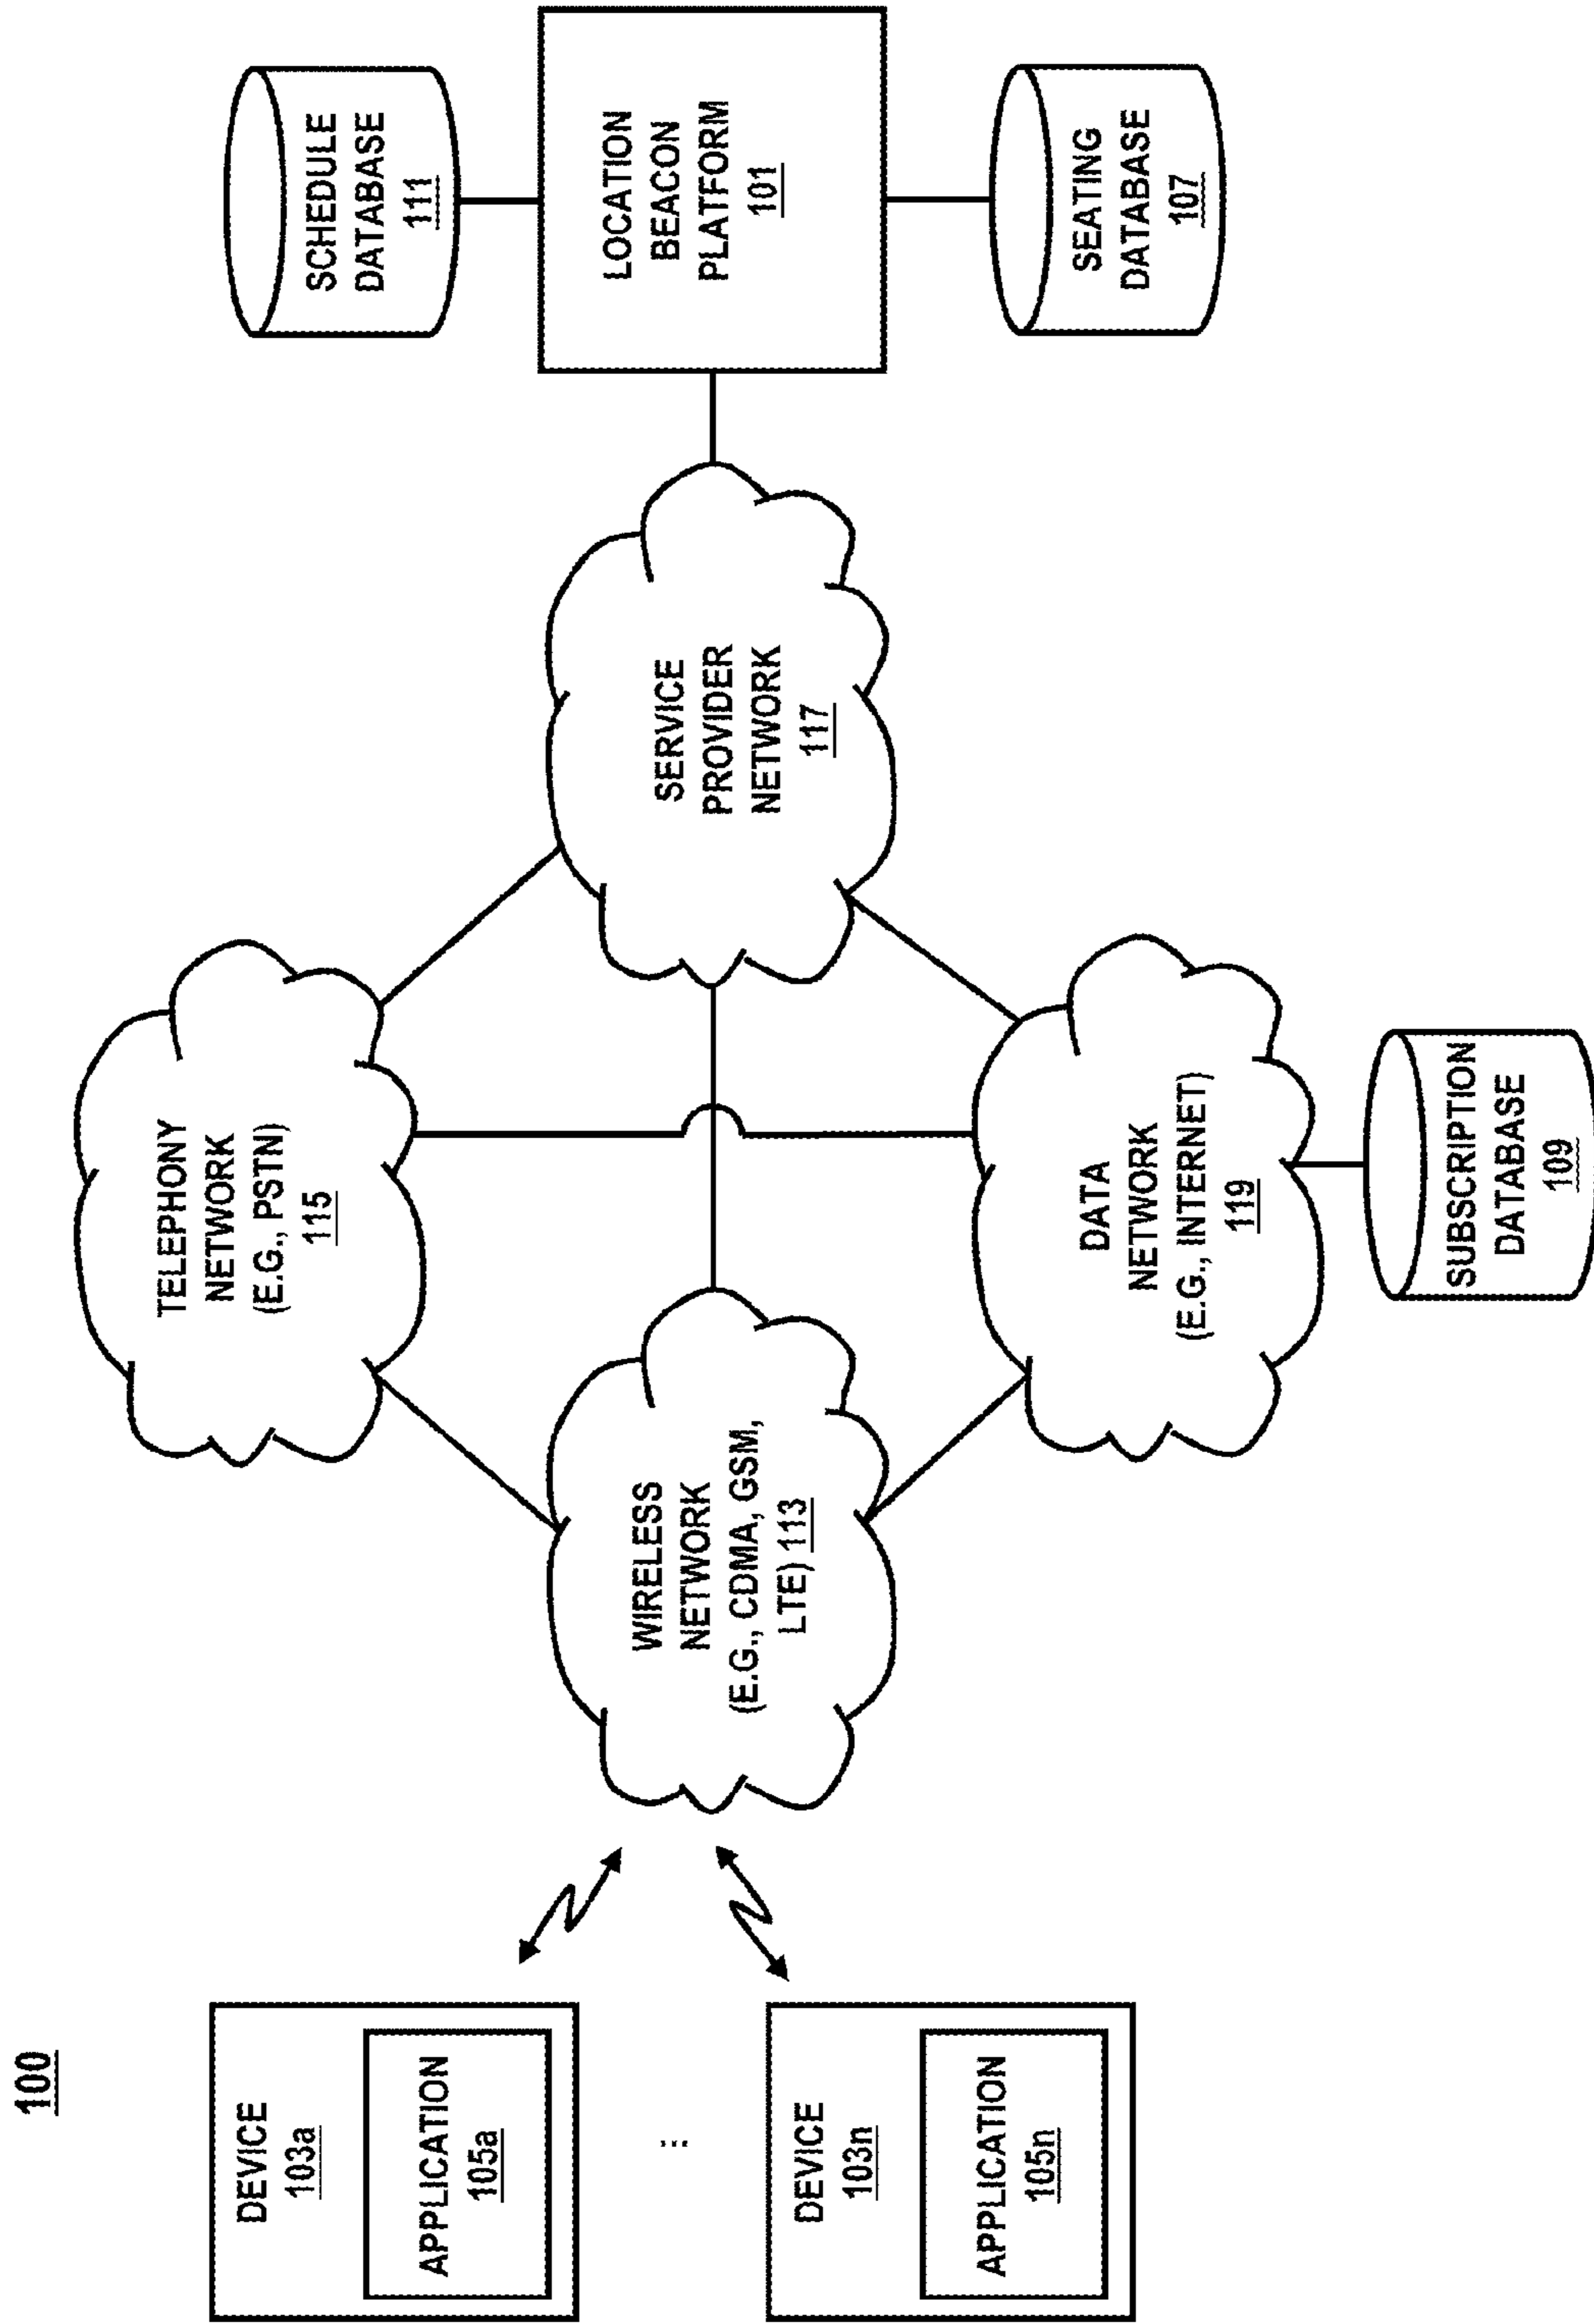 100
DEVICE
103a
APPLICATION
105a
...
DEVICE
103n
APPLICATION
105n
TELEPHONY
NETWORK
(E.G., PSTN)
115
WIRELESS
NETWORK
(E.G., CDMA, GSM,
LTE) 113
SERVICE
PROVIDER
NETWORK
117
DATA
NETWORK
(E.G., INTERNET)
119
SUBSCRIPTION
DATABASE
109
SCHEDULE
DATABASE
111
LOCATION
BEACON
PLATFORM
101
SEATING
DATABASE
107